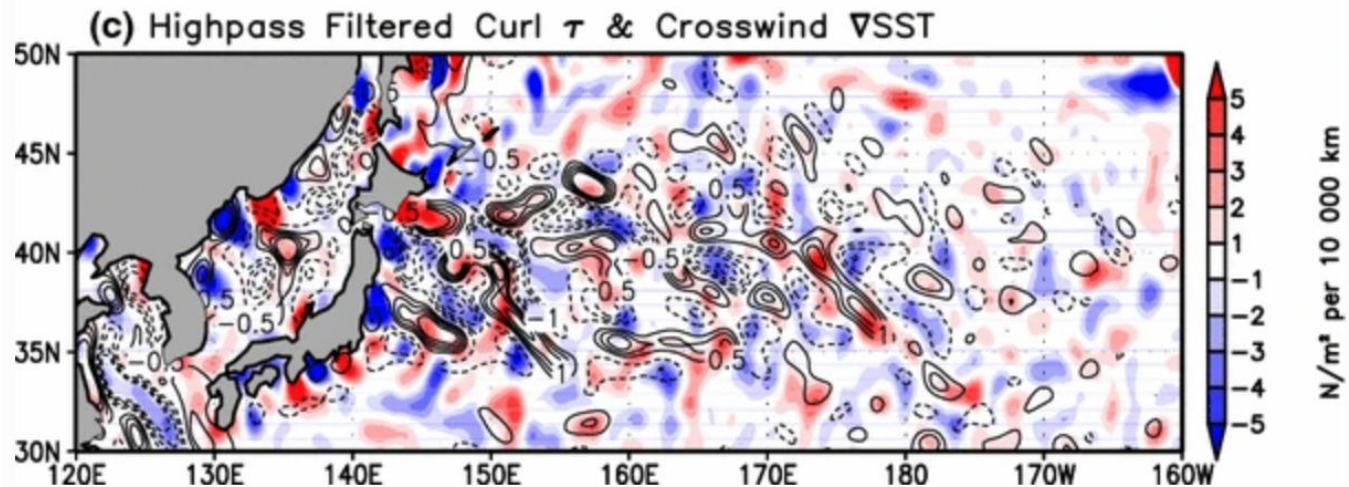 (c) Highpass Filtered Curl τ & Crosswind ∇SST
50N
45N
40N
35N
30N
120E 130E 140E 150E 160E 170E 180 170W 160W
5
4
3
2
1
−1
−2
−3
−4
−5
N/m² per 10 000 km
−0.5
0.5
0.5
−0.5
0.5
−0.5
−1
1
1
0.5